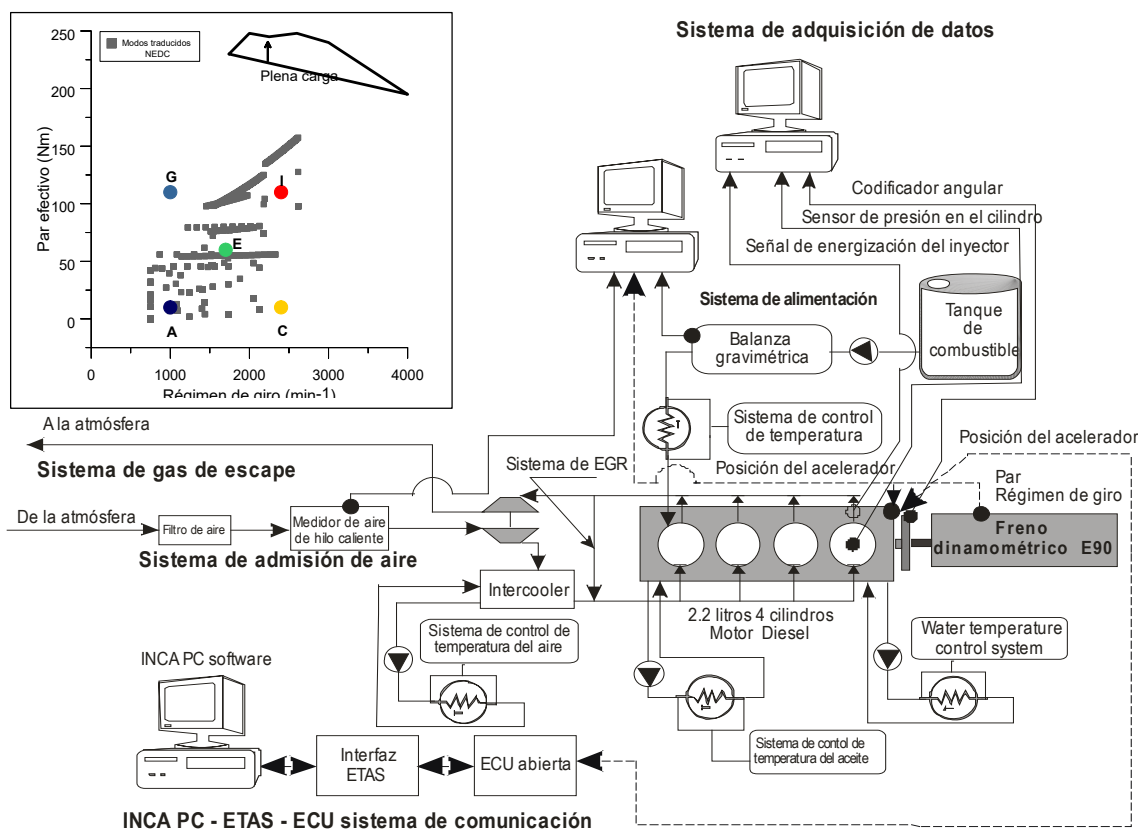 250
200
150
100
50
0
Par efectivo (Nm)
Modos traducidos
NEDC
Plena carga
G
I
E
A
C
0
1000
2000
3000
4000
Régimen de giro (min-1)
Sistema de adquisición de datos
Codificador angular
Sensor de presión en el cilindro
Señal de energización del inyector
Sistema de alimentación
Balanza
gravimétrica
Tanque
de
combustible
Sistema de control
de temperatura
A la atmósfera
Sistema de gas de escape
Sistema de EGR
Posición del acelerador
Posición del acelerador
Par
Régimen de giro
De la atmósfera
Filtro de aire
Medidor de aire
de hilo caliente
Sistema de admisión de aire
Freno
dinamométrico E90
Intercooler
2.2 litros 4 cilindros
Motor Diesel
Sistema de control de
temperatura del aire
Water temperature
control system
INCA PC software
Sistema de contol de
temperatura del aceite
Interfaz
ETAS
ECU abierta
INCA PC - ETAS - ECU sistema de comunicación